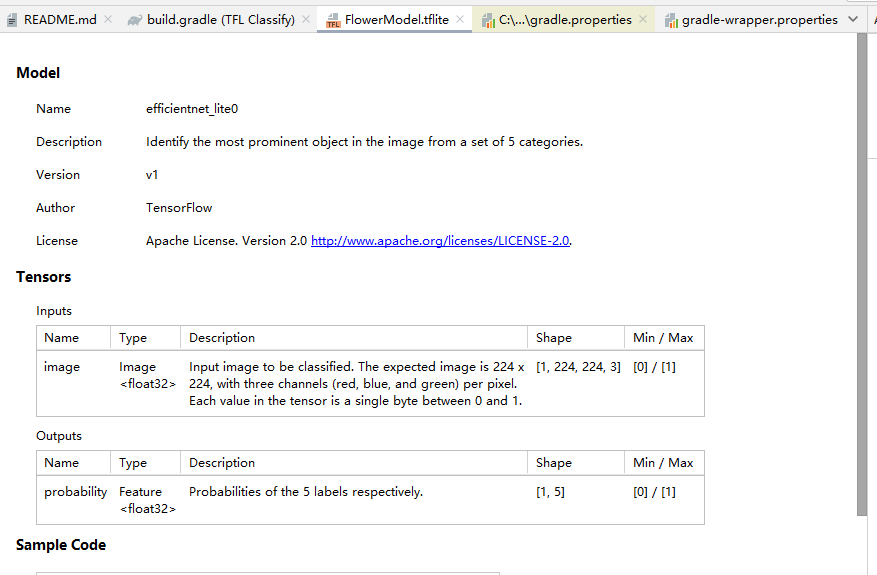 README.md build.gradle (TFL Classify) FlowerModel.tflite C:\...\gradle.properties gradle-wrapper.properties
Model
Name efficientnet_lite0
Description Identify the most prominent object in the image from a set of 5 categories.
Version v1
Author TensorFlow
License Apache License. Version 2.0 http://www.apache.org/licenses/LICENSE-2.0.
Tensors
Inputs
Name Type Description Shape Min / Max
image Image Input image to be classified. The expected image is 224 x [1, 224, 224, 3] [0] / [1]
<float32> 224, with three channels (red, blue, and green) per pixel.
Each value in the tensor is a single byte between 0 and 1.
Outputs
Name Type Description Shape Min / Max
probability Feature Probabilities of the 5 labels respectively. [1, 5] [0] / [1]
<float32>
Sample Code